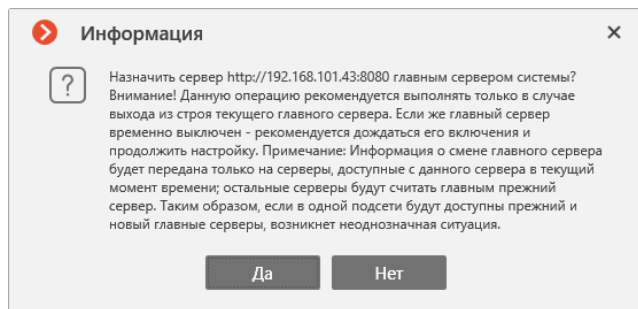 Информация
Назначить сервер http://192.168.101.43:8080 главным сервером системы?
Внимание! Данную операцию рекомендуется выполнять только в случае
выхода из строя текущего главного сервера. Если же главный сервер
временно выключен - рекомендуется дождаться его включения и
продолжить настройку. Примечание: Информация о смене главного сервера
будет передана только на серверы, доступные с данного сервера в текущий
момент времени; остальные серверы будут считать главным прежний
сервер. Таким образом, если в одной подсети будут доступны прежний и
новый главные серверы, возникнет неоднозначная ситуация.
Да Нет